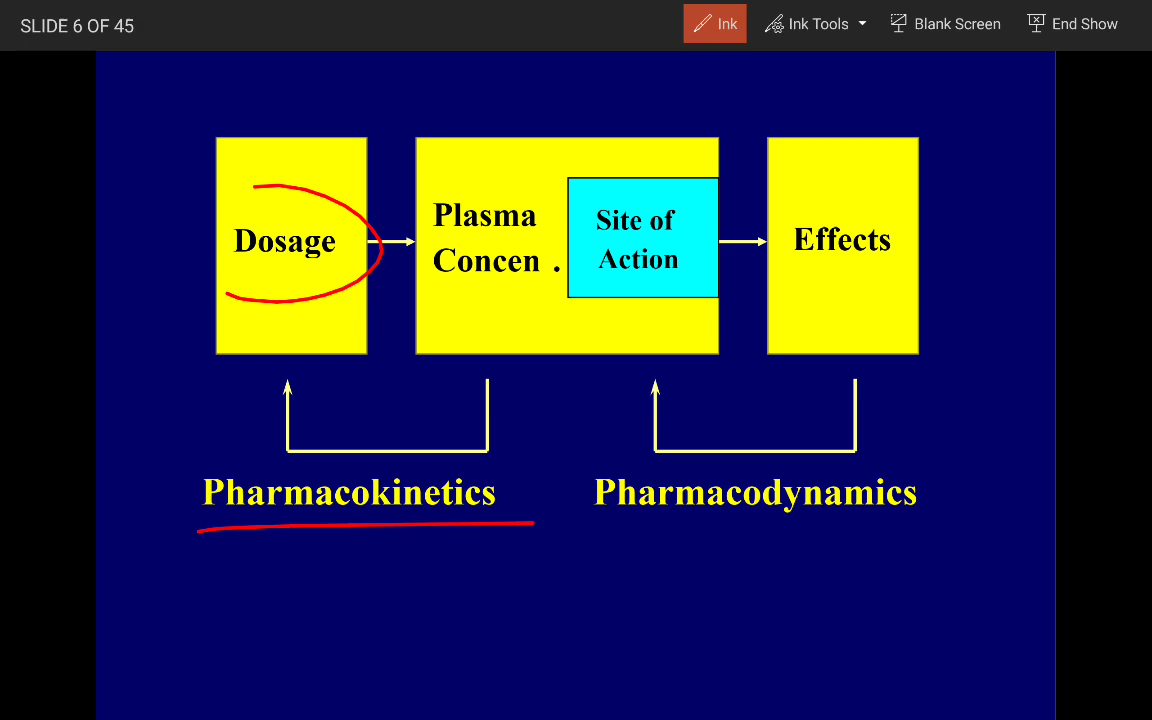 SLIDE 6 OF 45
Ink
Ink Tools
Blank Screen
End Show
Dosage
Plasma
Concen .
Site of
Action
Effects
Pharmacokinetics
Pharmacodynamics